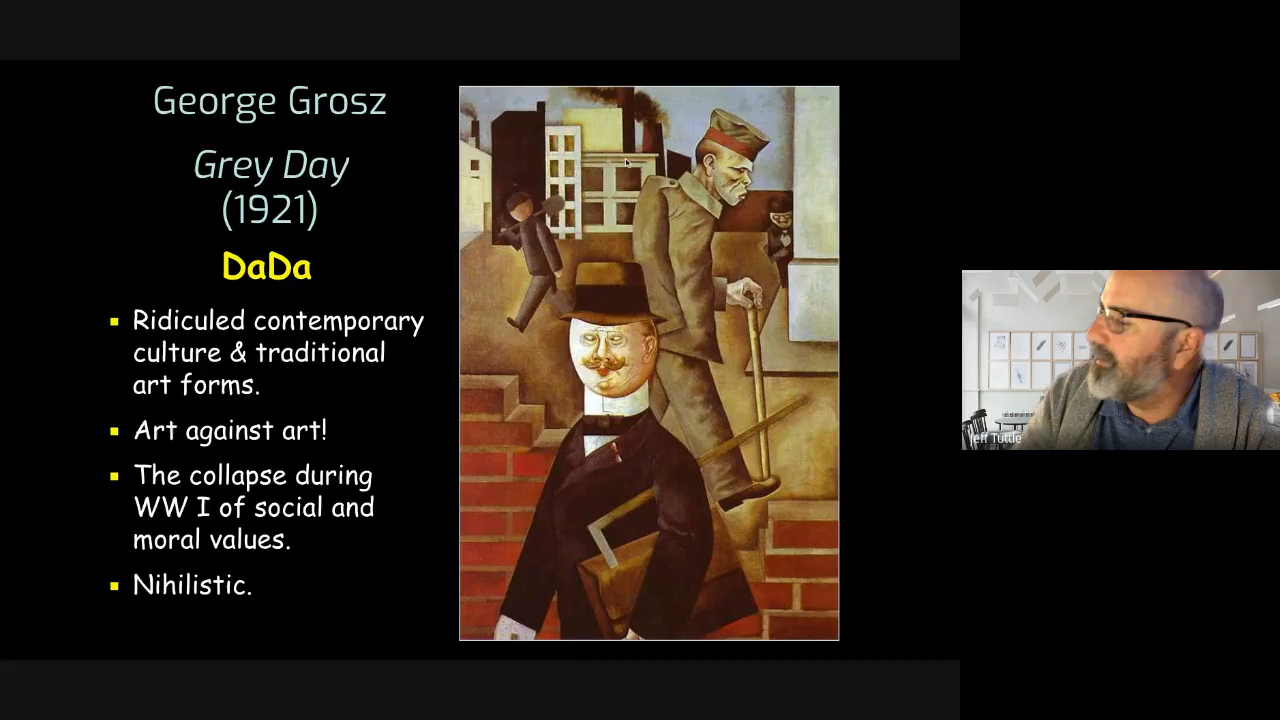 George Grosz
Grey Day
(1921)
DaDa
Ridiculed contemporary
culture & traditional
art forms.
Art against art!
The collapse during
WW I of social and
moral values.
Nihilistic.
Jeff Tuttle